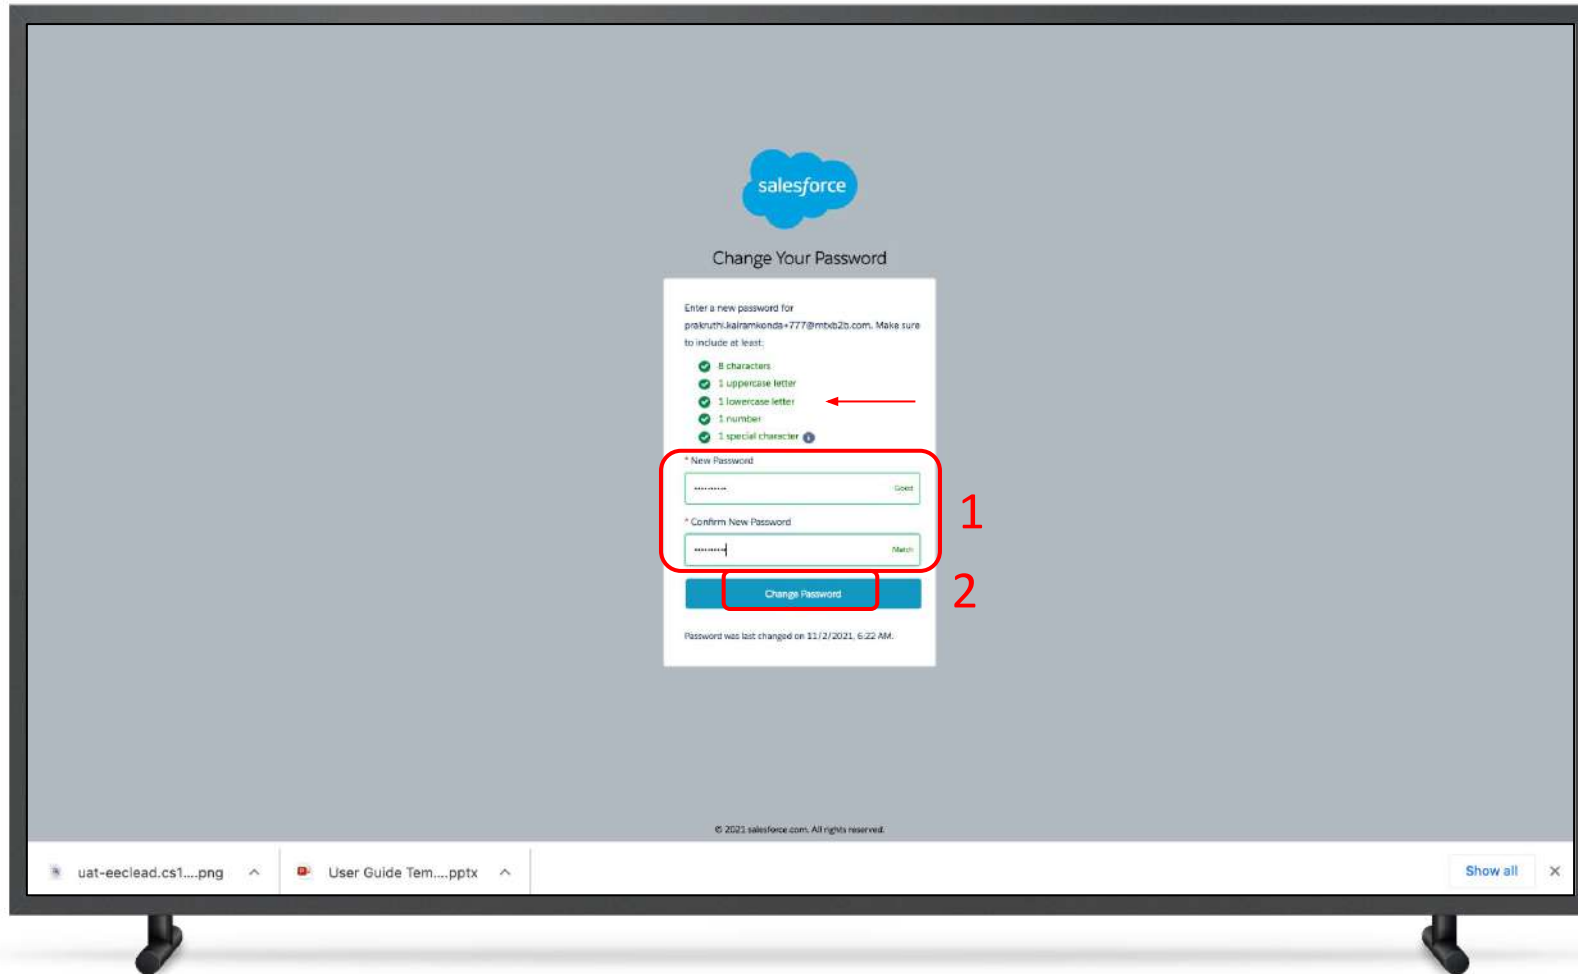 salesforce
Change Your Password
Enter a new password for
prakruthi.kairamkonda+777@mtxb2b.com. Make sure
to include at least:
8 characters
1 uppercase letter
1 lowercase letter
1 number
1 special character
* New Password
Good
1
* Confirm New Password
Match
Change Password
2
Password was last changed on 11/2/2021, 6:22 AM.
© 2021 salesforce.com. All rights reserved.
uat-eeclead.cs1....png
User Guide Tem....pptx
Show all